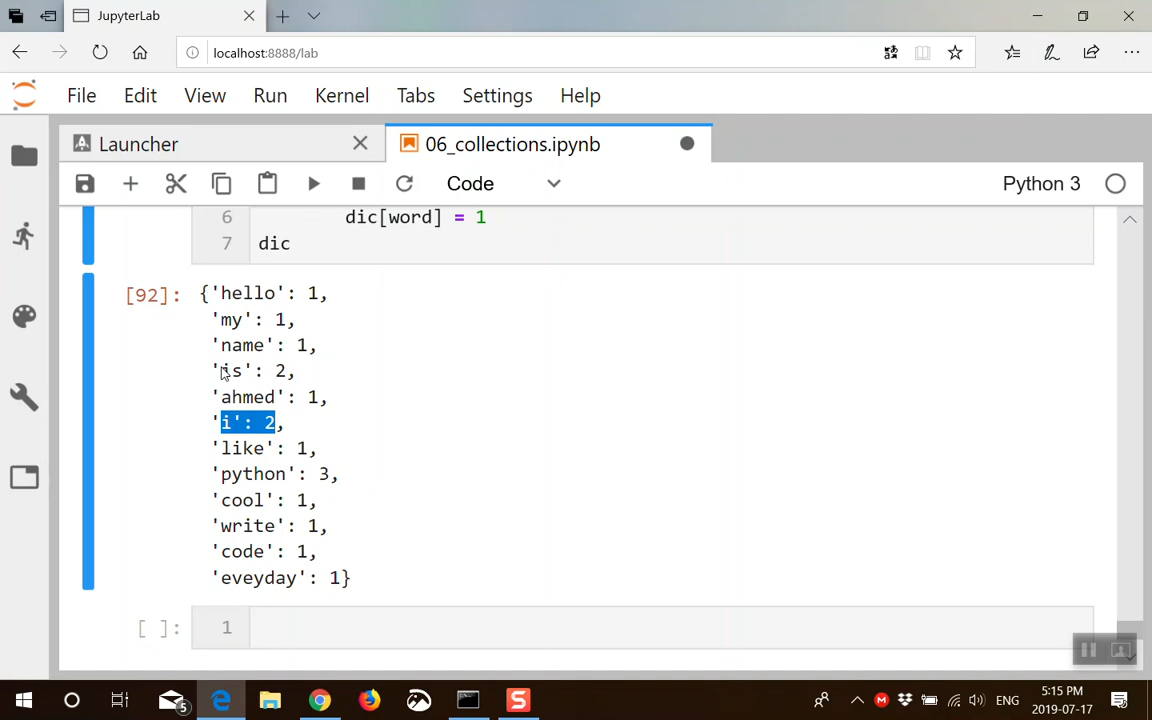 JupyterLab
localhost:8888/lab
File Edit View Run Kernel Tabs Settings Help
Launcher
06_collections.ipynb
Code
Python 3
6 dic[word] = 1
7 dic
[92]: {'hello': 1,
'my': 1,
'name': 1,
'is': 2,
'ahmed': 1,
'i': 2,
'like': 1,
'python': 3,
'cool': 1,
'write': 1,
'code': 1,
'eveyday': 1}
[ ]: 1
5
S
M
ENG
5:15 PM
2019-07-17